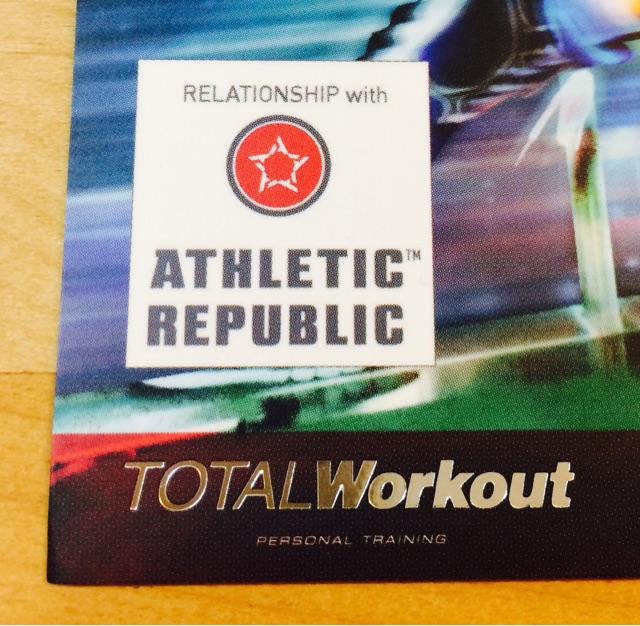 RELATIONSHIP with
ATHLETIC™
REPUBLIC
TOTALWorkout
PERSONAL TRAINING